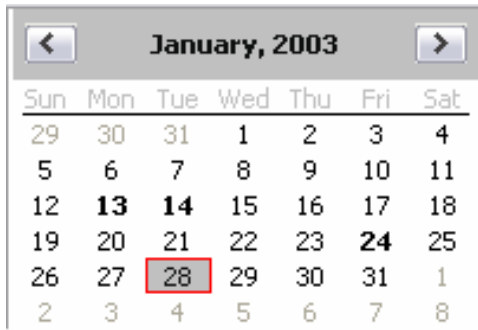 January, 2003
Sun Mon Tue Wed Thu Fri Sat
29 30 31 1 2 3 4
5 6 7 8 9 10 11
12 13 14 15 16 17 18
19 20 21 22 23 24 25
26 27 28 29 30 31 1
2 3 4 5 6 7 8